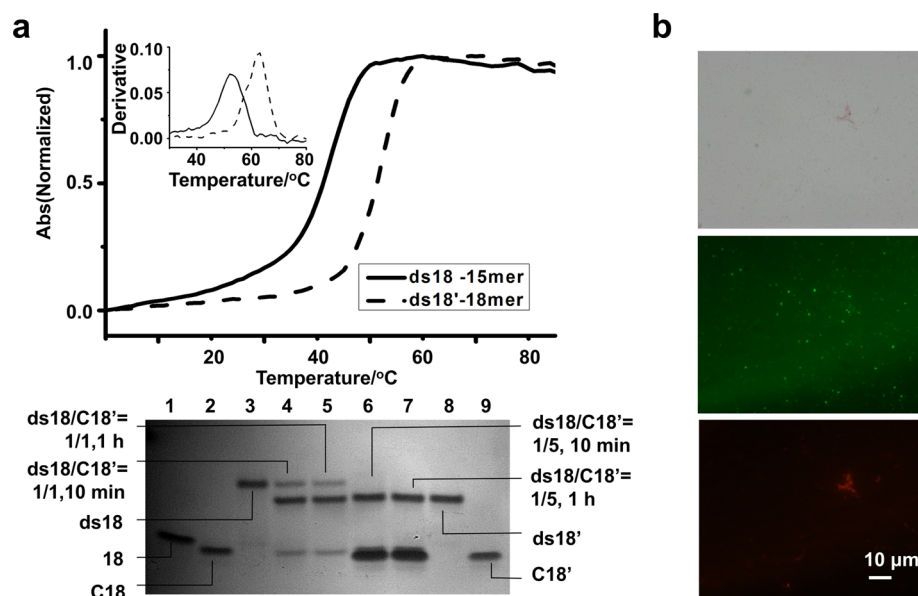 a
b
0.10
0.05
0.00
Derivative
40 60 80
Temperature/°C
1.0
0.5
0.0
Abs(Normalized)
ds18 -15mer
ds18'-18mer
20 40 60 80
Temperature/°C
1 2 3 4 5 6 7 8 9
ds18/C18’=
1/1,1 h
ds18/C18’=
1/1,10 min
ds18
18
C18
ds18/C18’=
1/5, 10 min
ds18/C18’=
1/5, 1 h
ds18’
C18’
10 μm